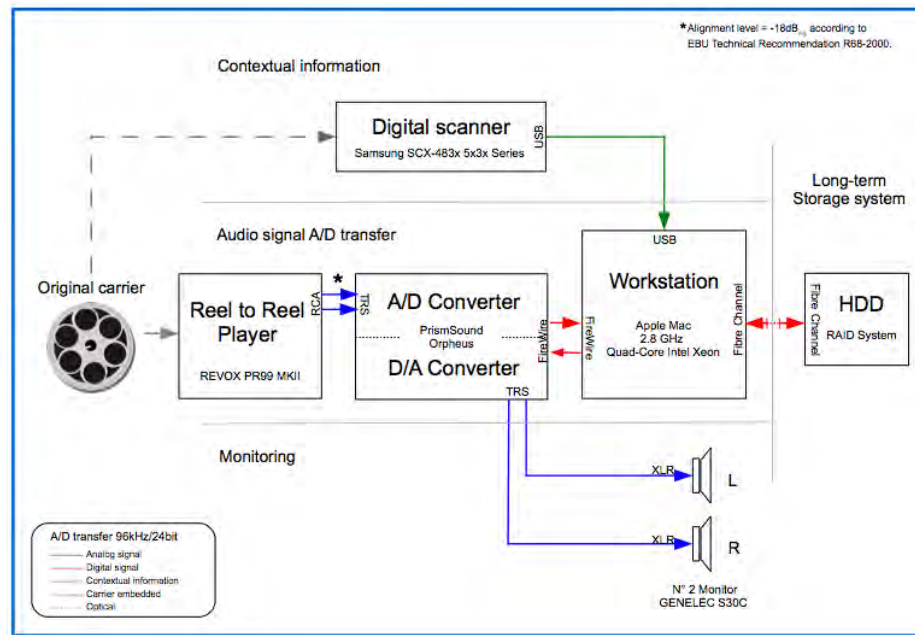 * Alignment level = -18dBFS according to
EBU Technical Recommendation R68-2000.
Contextual information
Digital scanner
Samsung SCX-483x 5x3x Series
USB
Long-term
Storage system
Audio signal A/D transfer
USB
Original carrier
*
Reel to Reel
Player
REVOX PR99 MKII
RCA
TRS
A/D Converter
PrismSound
Orpheus
D/A Converter
FireWire
TRS
FireWire
Workstation
Apple Mac
2.8 GHz
Quad-Core Intel Xeon
Fibre Channel
Fibre Channel
HDD
RAID System
Monitoring
XLR
L
XLR
R
N° 2 Monitor
GENELEC S30C
A/D transfer 96kHz/24bit
Analog signal
Digital signal
Contextual information
Carrier embedded
Optical